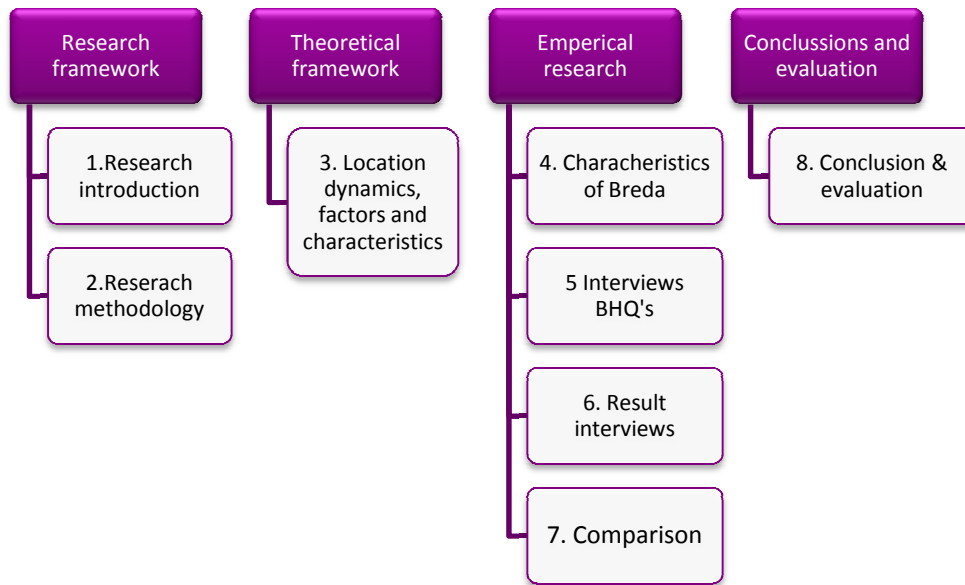 Research
framework
1.Research
introduction
2.Reserach
methodology
Theoretical
framework
3. Location
dynamics,
factors and
characteristics
Emperical
research
4. Characheristics
of Breda
5 Interviews
BHQ's
6. Result
interviews
7. Comparison
Conclussions and
evaluation
8. Conclusion &
evaluation